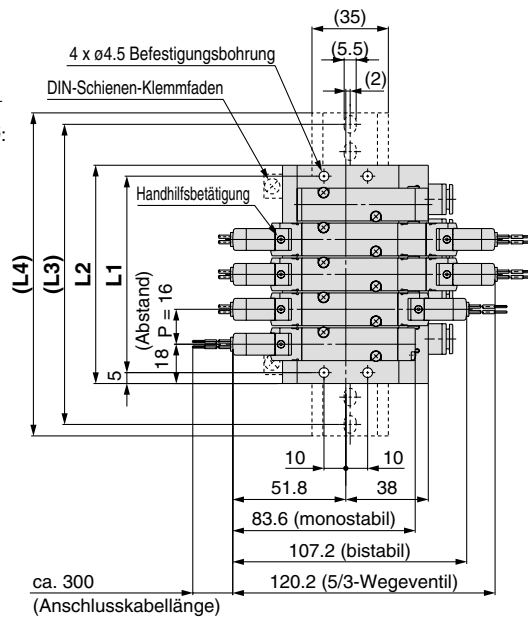 (35)
4 x ø4.5 Befestigungsbohrung
(5.5)
DIN-Schienen-Klemmfaden
(2)
:
Handhilfsbetätigung
(L4)
(L3)
L2
L1
(Abstand)
P = 16
18
5
10
10
51.8
38
83.6 (monostabil)
107.2 (bistabil)
ca. 300
120.2 (5/3-Wegeventil)
(Anschlusskabellänge)